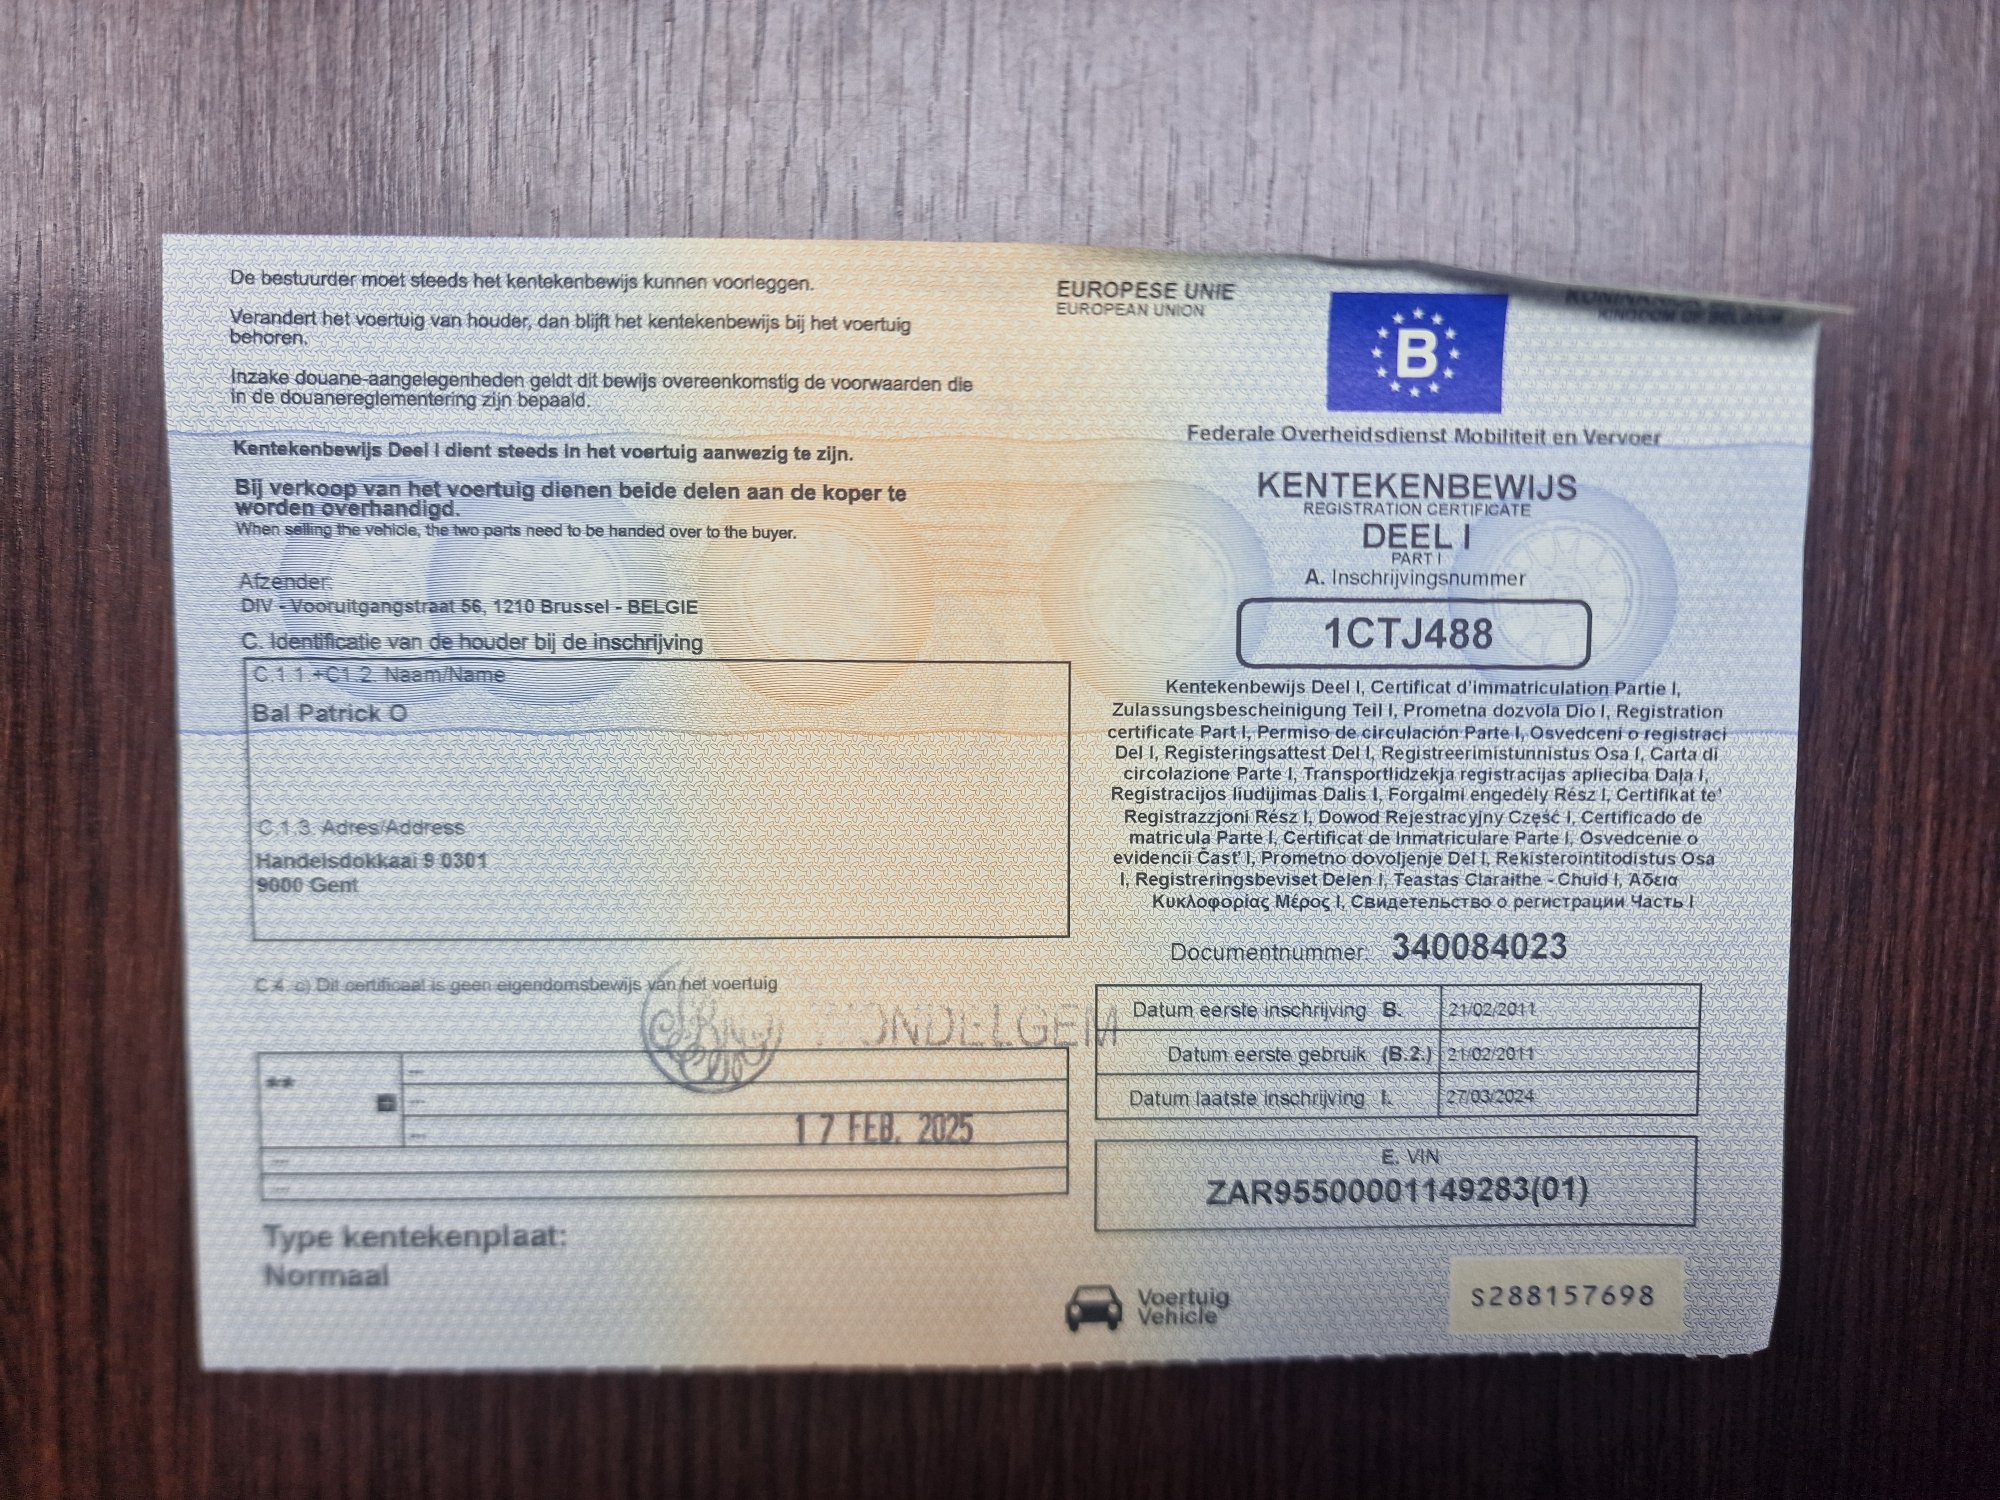 De bestuurder moet steeds het kentekenbewijs kunnen voorleggen.
Verandert het voertuig van houder, dan blijft het kentekenbewijs bij het voertuig
behoren.
Inzake douane-aangelegenheden geldt dit bewijs overeenkomstig de voorwaarden die
in de douanereglementering zijn bepaald.
Kentekenbewijs Deel I dient steeds in het voertuig aanwezig te zijn.
Bij verkoop van het voertuig dienen beide delen aan de koper te
worden overhandigd.
When selling the vehicle, the two parts need to be handed over to the buyer.
Afzender:
DIV - Vooruitgangstraat 56, 1210 Brussel - BELGIE
C. Identificatie van de houder bij de inschrijving
C.1.1.+C1.2. Naam/Name
Bal Patrick O
C.1.3. Adres/Address
Handelsdokkaai 9 0301
9000 Gent
C.4. c) Dit certificaat is geen eigendomsbewijs van het voertuig
**
---
---
---
---
---
17 FEB. 2025
Type kentekenplaat:
Normaal
EUROPESE UNIE
EUROPEAN UNION
B
KINGDOM OF BELGIUM
Federale Overheidsdienst Mobiliteit en Vervoer
KENTEKENBEWIJS
REGISTRATION CERTIFICATE
DEEL I
PART I
A. Inschrijvingsnummer
1CTJ488
Kentekenbewijs Deel I, Certificat d'immatriculation Partie I,
Zulassungsbescheinigung Teil I, Prometna dozvola Dio I, Registration
certificate Part I, Permiso de circulación Parte I, Osvedceni o registraci
Del I, Registeringsattest Del I, Registreerimistunnistus Osa I, Carta di
circolazione Parte I, Transportlidzekja registracijas aplieciba Daļa I,
Registracijos liudijimas Dalis I, Forgalmi engedély Rész I, Certifikat te'
Registrazzjoni Rész I, Dowod Rejestracyjny Część I, Certificado de
matricula Parte I, Certificat de Inmatriculare Parte I, Osvedcenie o
evidencii Časť I, Prometno dovoljenje Del I, Rekisterointitodistus Osa
I, Registreringsbeviset Delen I, Teastas Claraithe - Chuid I, Άδεια
Κυκλοφορίας Μέρος I, Свидетельство о регистрации Часть I
Documentnummer: 340084023
Datum eerste inschrijving B. 21/02/2011
Datum eerste gebruik (B.2.) 21/02/2011
Datum laatste inschrijving I. 27/03/2024
E. VIN
ZAR95500001149283(01)
Voertuig
Vehicle
S288157698